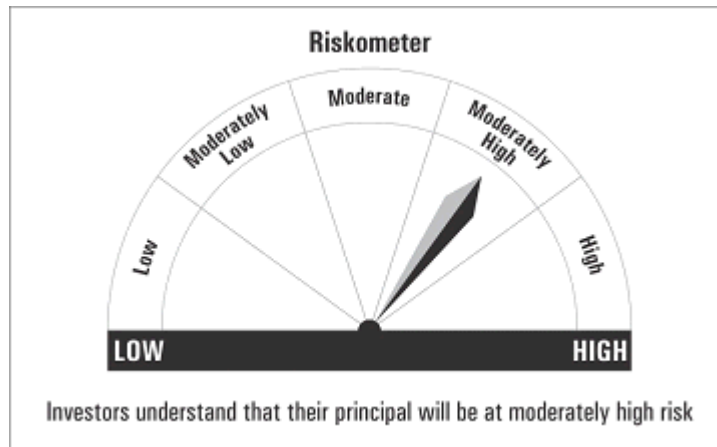 Riskometer
Low
Moderately
Low
Moderate
Moderately
High
High
LOW
HIGH
Investors understand that their principal will be at moderately high risk